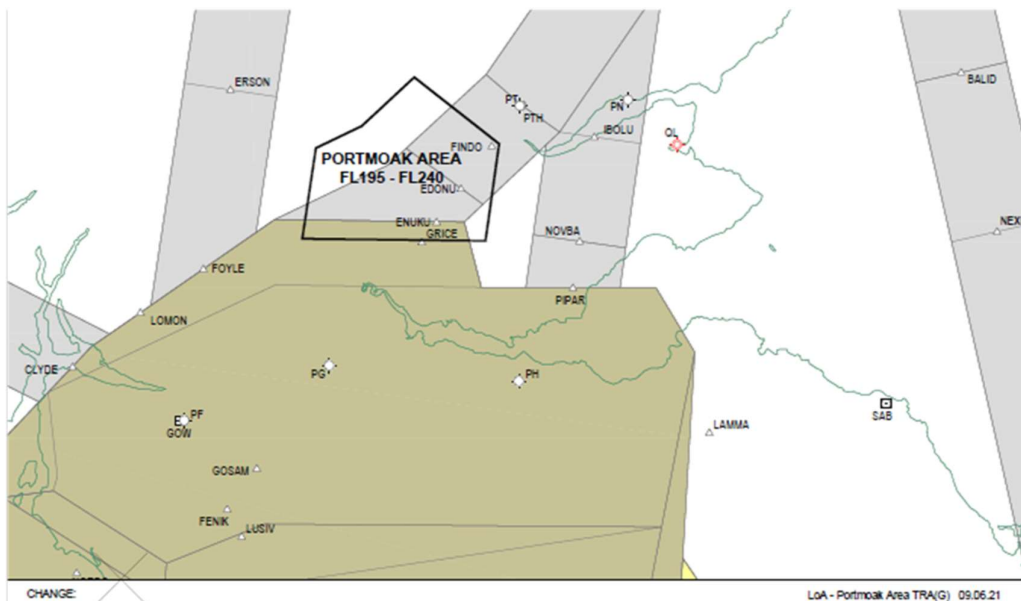 ERSON
BALID
PT
PTH
PN
IBOLU
QL
FINDO
PORTMOAK AREA
FL195 - FL240
EDONU
ENUKU
GRICE
NOVBA
NEX
FOYLE
PIPAR
LOMON
CLYDE
PG
PH
PF
GOW
SAB
LAMMA
GOSAM
FENIK
LUSIV
CHANGE:
LoA - Portmoak Area TRA(G) 09.06.21